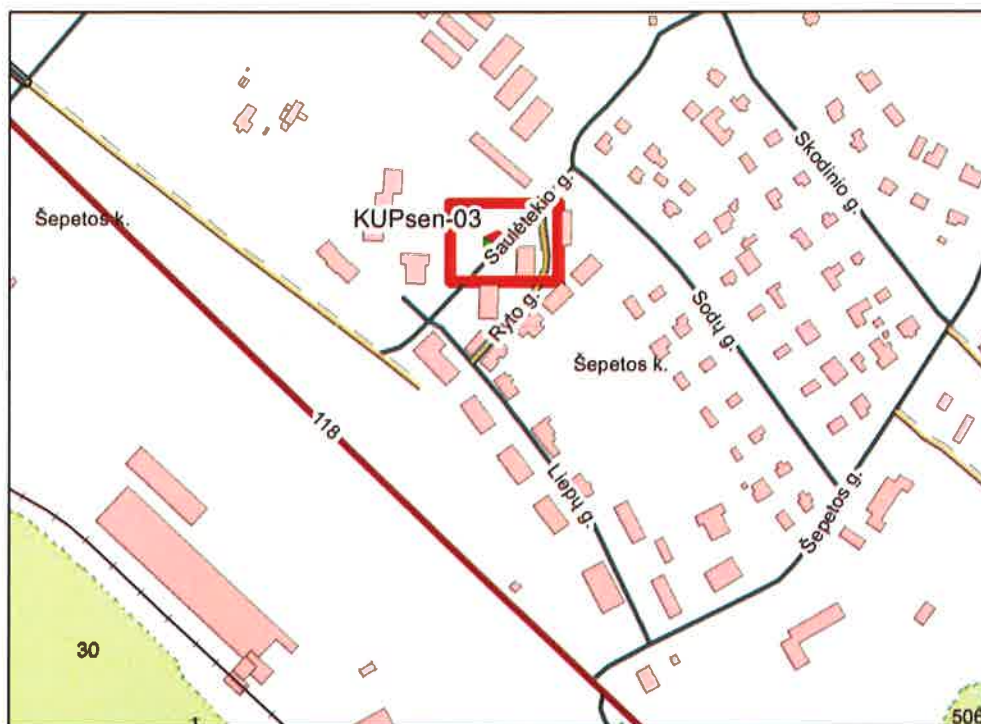 Skodinio g.
Šepetos k.
KUPsen-03
Saulėtekio g.
Ryto g.
Sodų g.
Šepetos k.
118
Liepų g.
Šepetos g.
30
506